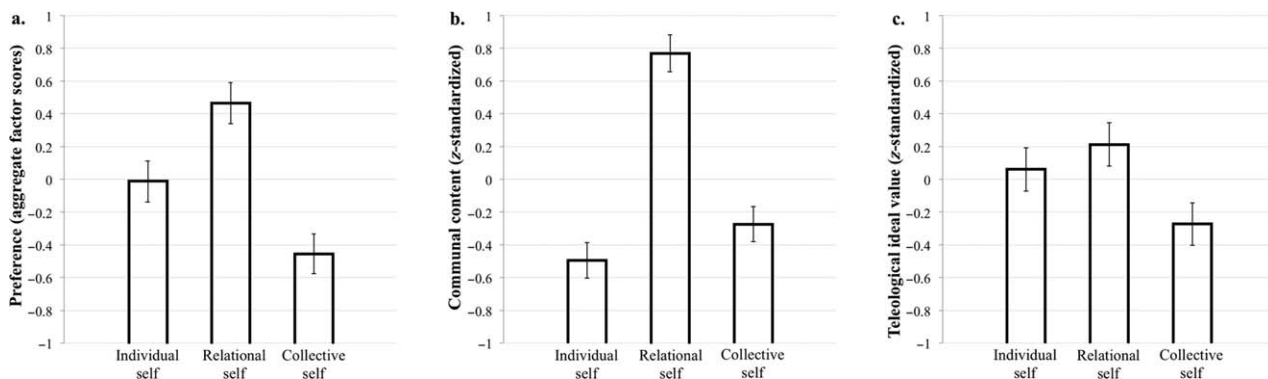 a.
Preference (aggregate factor scores)
1
0.8
0.6
0.4
0.2
0
−0.2
−0.4
−0.6
−0.8
−1
Individual
self
Relational
self
Collective
self
b.
Communal content (z-standardized)
1
0.8
0.6
0.4
0.2
0
−0.2
−0.4
−0.6
−0.8
−1
Individual
self
Relational
self
Collective
self
c.
Teleological ideal value (z-standardized)
1
0.8
0.6
0.4
0.2
0
−0.2
−0.4
−0.6
−0.8
−1
Individual
self
Relational
self
Collective
self